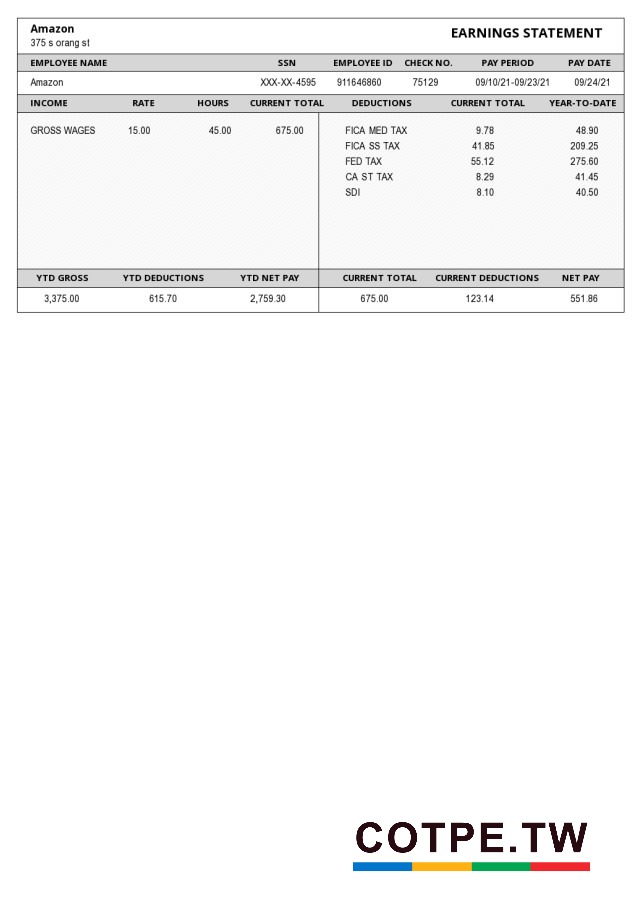 Amazon
375 s orang st
EARNINGS STATEMENT
EMPLOYEE NAME SSN EMPLOYEE ID CHECK NO. PAY PERIOD PAY DATE
Amazon XXX-XX-4595 911646860 75129 09/10/21-09/23/21 09/24/21
INCOME RATE HOURS CURRENT TOTAL DEDUCTIONS CURRENT TOTAL YEAR-TO-DATE
GROSS WAGES 15.00 45.00 675.00 FICA MED TAX 9.78 48.90
FICA SS TAX 41.85 209.25
FED TAX 55.12 275.60
CA ST TAX 8.29 41.45
SDI 8.10 40.50
YTD GROSS YTD DEDUCTIONS YTD NET PAY CURRENT TOTAL CURRENT DEDUCTIONS NET PAY
3,375.00 615.70 2,759.30 675.00 123.14 551.86
COTPE.TW